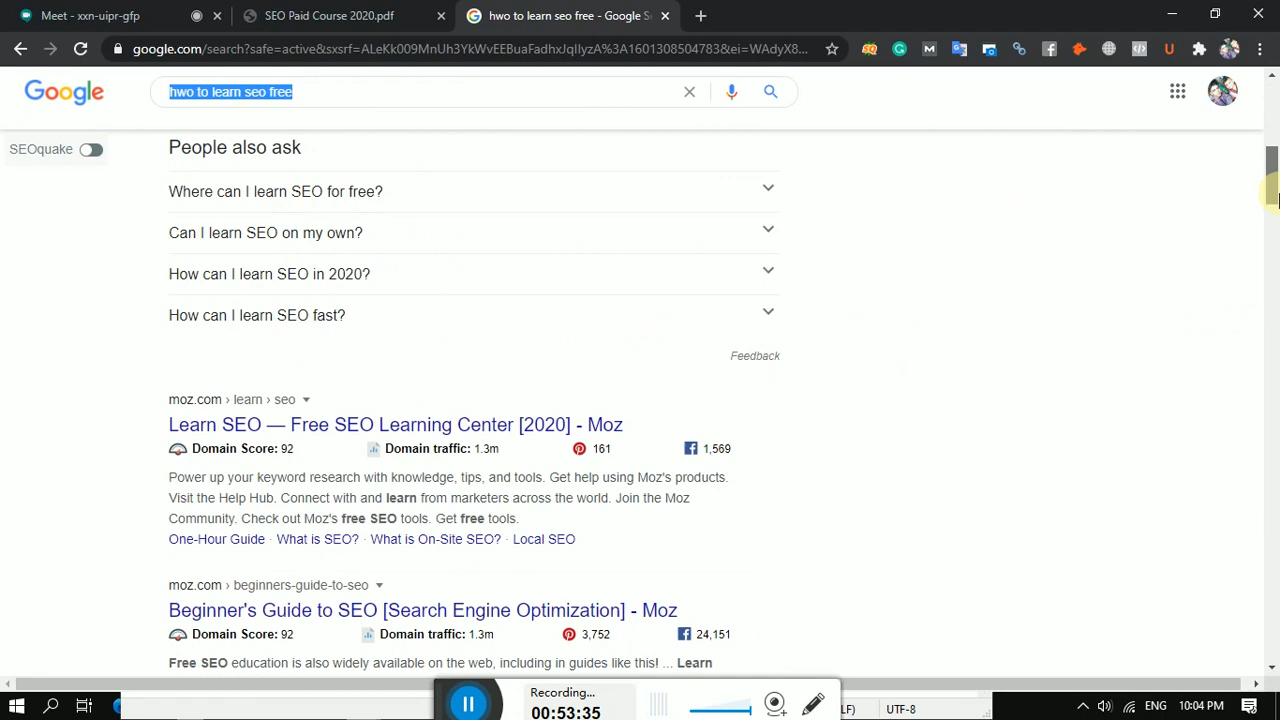 Meet - xxn-uipr-gfp
SEO Paid Course 2020.pdf
hwo to learn seo free - Google S
google.com/search?safe=active&sxsrf=ALeKk009MnUh3YkWvEEBuaFadhxJqIlyzA%3A1601308504783&ei=WAdyX8...
Google
hwo to learn seo free
SEOquake
People also ask
Where can I learn SEO for free?
Can I learn SEO on my own?
How can I learn SEO in 2020?
How can I learn SEO fast?
Feedback
moz.com › learn › seo
Learn SEO — Free SEO Learning Center [2020] - Moz
Domain Score: 92 Domain traffic: 1.3m 161 1,569
Power up your keyword research with knowledge, tips, and tools. Get help using Moz's products.
Visit the Help Hub. Connect with and learn from marketers across the world. Join the Moz
Community. Check out Moz's free SEO tools. Get free tools.
One-Hour Guide · What is SEO? · What is On-Site SEO? · Local SEO
moz.com › beginners-guide-to-seo
Beginner's Guide to SEO [Search Engine Optimization] - Moz
Domain Score: 92 Domain traffic: 1.3m 3,752 24,151
Free SEO education is also widely available on the web, including in guides like this! ... Learn
Recording...
00:53:35
LF) UTF-8
ENG 10:04 PM